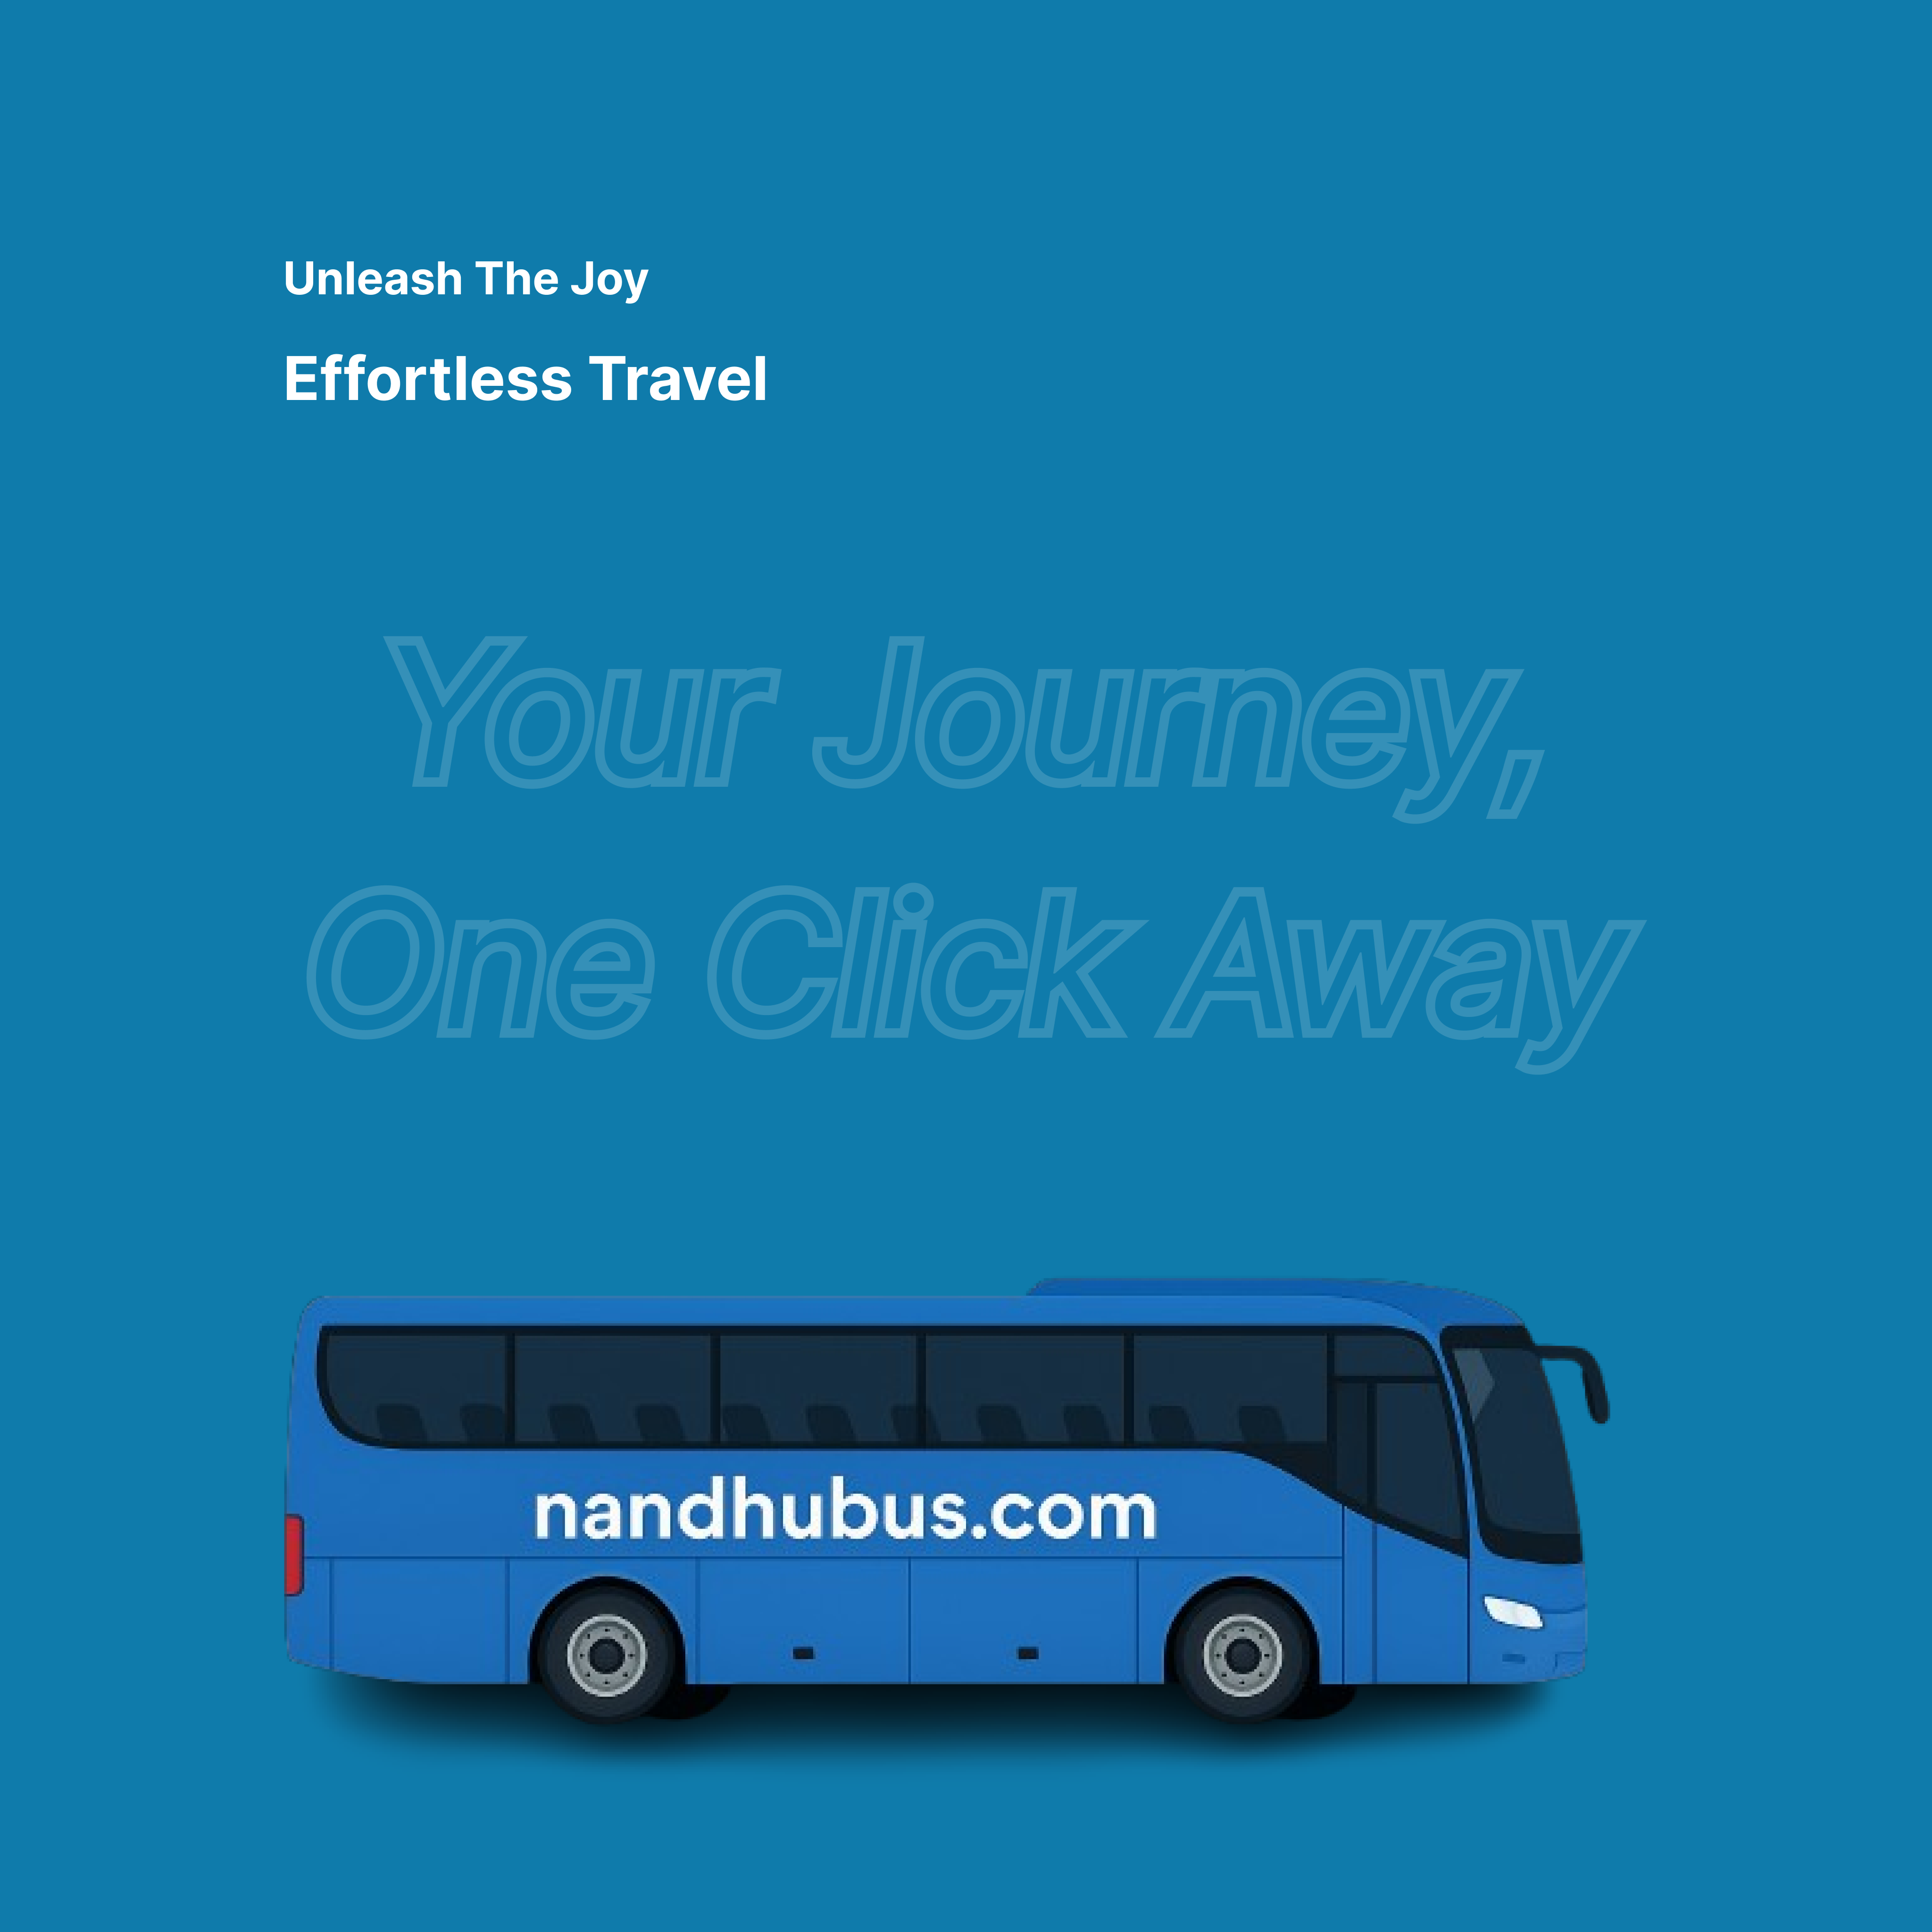 Unleash The Joy
Effortless Travel
Your Journey,
One Click Away
nandhubus.com